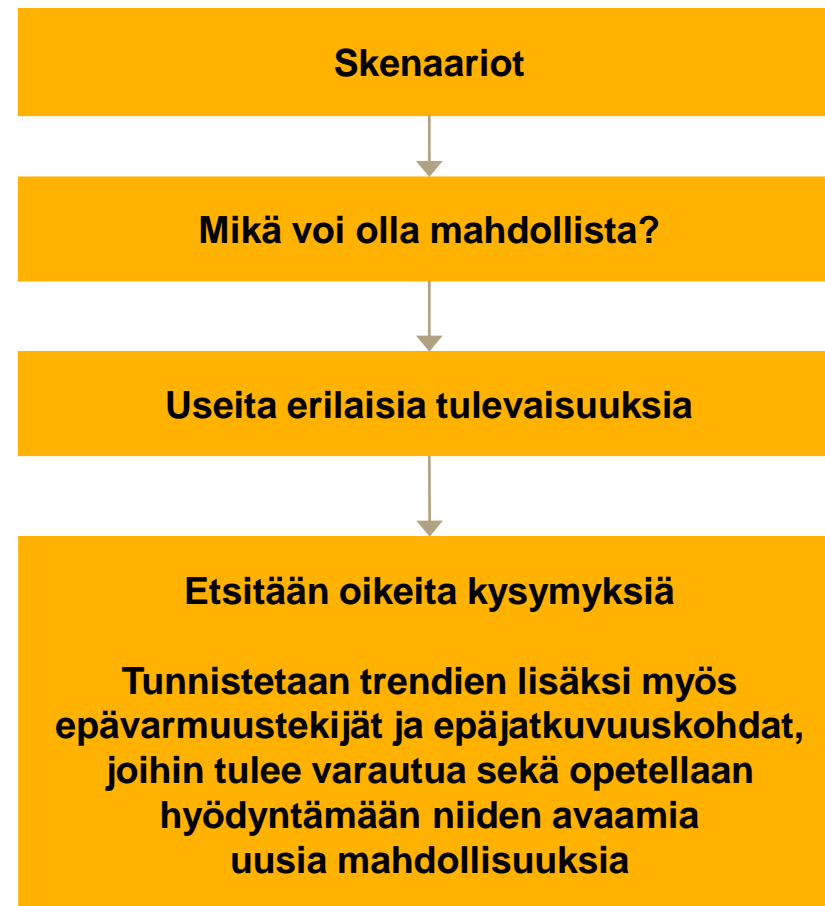 Skenaariot
Mikä voi olla mahdollista?
Useita erilaisia tulevaisuuksia
Etsitään oikeita kysymyksiä
Tunnistetaan trendien lisäksi myös
epävarmuustekijät ja epäjatkuvuuskohdat,
joihin tulee varautua sekä opetellaan
hyödyntämään niiden avaamia
uusia mahdollisuuksia